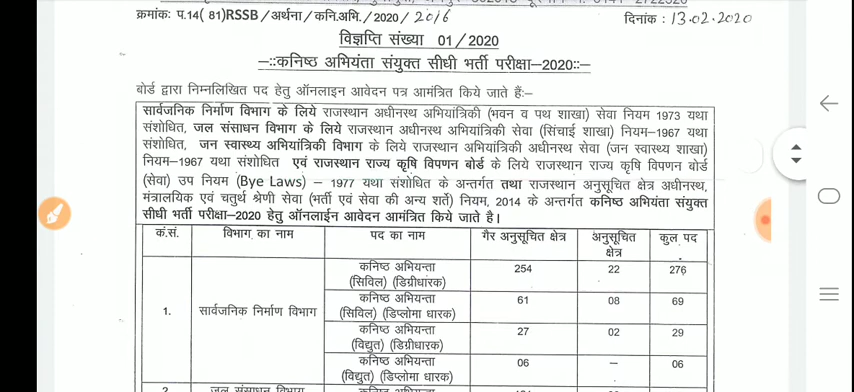 क्रमांक: प.14( 81)RSSB/अर्थना/कनि.अभि./2020/2016
दिनांक : 13.02.2020
विज्ञप्ति संख्या 01/2020
-::कनिष्ठ अभियंता संयुक्त सीधी भर्ती परीक्षा-2020::-
बोर्ड द्वारा निम्नलिखित पद हेतु ऑनलाइन आवेदन पत्र आमंत्रित किये जाते हैं:-
सार्वजनिक निर्माण विभाग के लिये राजस्थान अधीनस्थ अभियांत्रिकी (भवन व पथ शाखा) सेवा नियम 1973 यथा
संशोधित, जल संसाधन विभाग के लिये राजस्थान अधीनस्थ अभियांत्रिकी सेवा (सिंचाई शाखा) नियम-1967 यथा
संशोधित, जन स्वास्थ्य अभियांत्रिकी विभाग के लिये राजस्थान अभियांत्रिकी अधीनस्थ सेवा (जन स्वास्थ्य शाखा)
नियम-1967 यथा संशोधित एवं राजस्थान राज्य कृषि विपणन बोर्ड के लिये राजस्थान राज्य कृषि विपणन बोर्ड
(सेवा) उप नियम (Bye Laws) – 1977 यथा संशोधित के अन्तर्गत तथा राजस्थान अनुसूचित क्षेत्र अधीनस्थ,
मंत्रालयिक एवं चतुर्थ श्रेणी सेवा (भर्ती एवं सेवा की अन्य शर्तें) नियम, 2014 के अन्तर्गत कनिष्ठ अभियंता संयुक्त
सीधी भर्ती परीक्षा-2020 हेतु ऑनलाईन आवेदन आमंत्रित किये जाते है।
कं.सं. विभाग का नाम पद का नाम गैर अनुसूचित क्षेत्र अनुसूचित कुल पद
क्षेत्र
1. सार्वजनिक निर्माण विभाग
कनिष्ठ अभियन्ता
(सिविल) (डिग्रीधारक) 254 22 276
कनिष्ठ अभियन्ता
(सिविल) (डिप्लोमा धारक) 61 08 69
कनिष्ठ अभियन्ता
(विद्युत) (डिग्रीधारक) 27 02 29
कनिष्ठ अभियन्ता
(विद्युत) (डिप्लोमा धारक) 06 – 06
2. जल संसाधन विभाग कनिष्ठ अभियन्ता